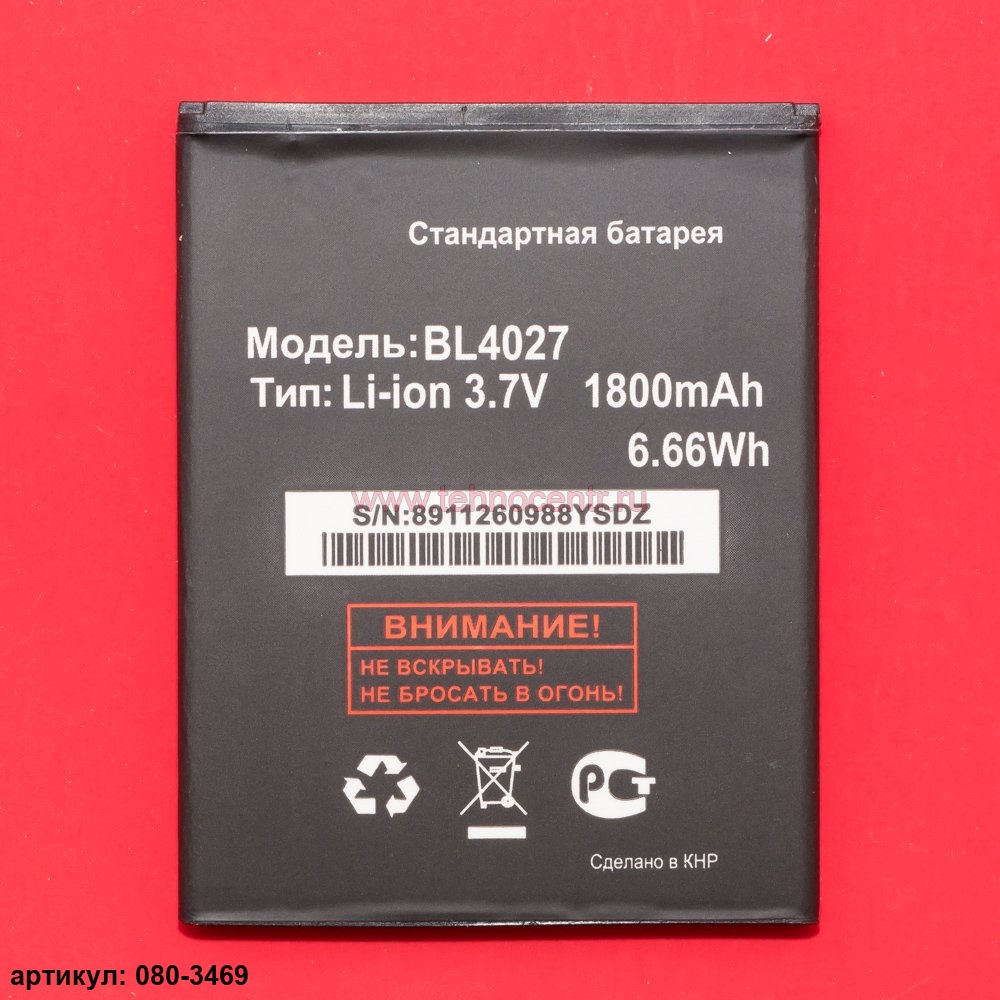 Стандартная батарея
Модель: BL4027
Тип: Li-ion 3.7V 1800mAh
6.66Wh
www.tehnocentr.ru
S/N:8911260988YSDZ
ВНИМАНИЕ!
НЕ ВСКРЫВАТЬ!
НЕ БРОСАТЬ В ОГОНЬ!
РСТ
Сделано в КНР
артикул: 080-3469